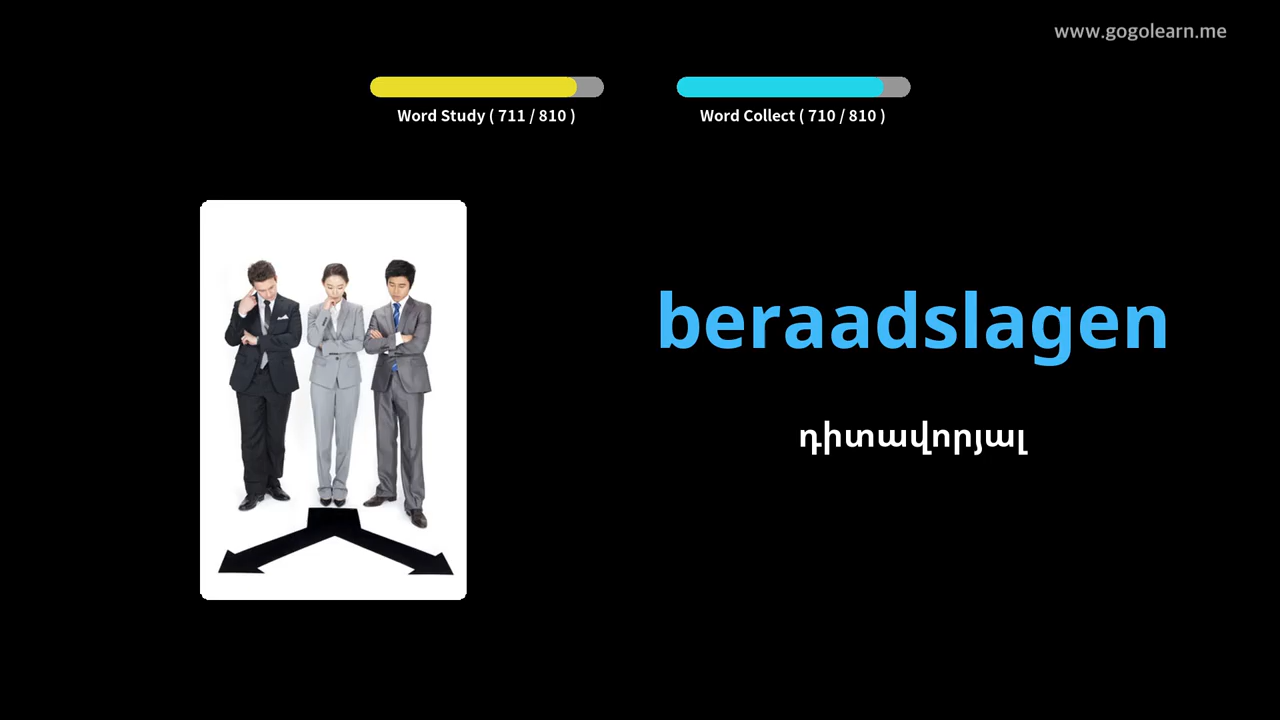 www.gogolearn.me
Word Study ( 711 / 810 )
Word Collect ( 710 / 810 )
beraadslagen
դիտավորյալ